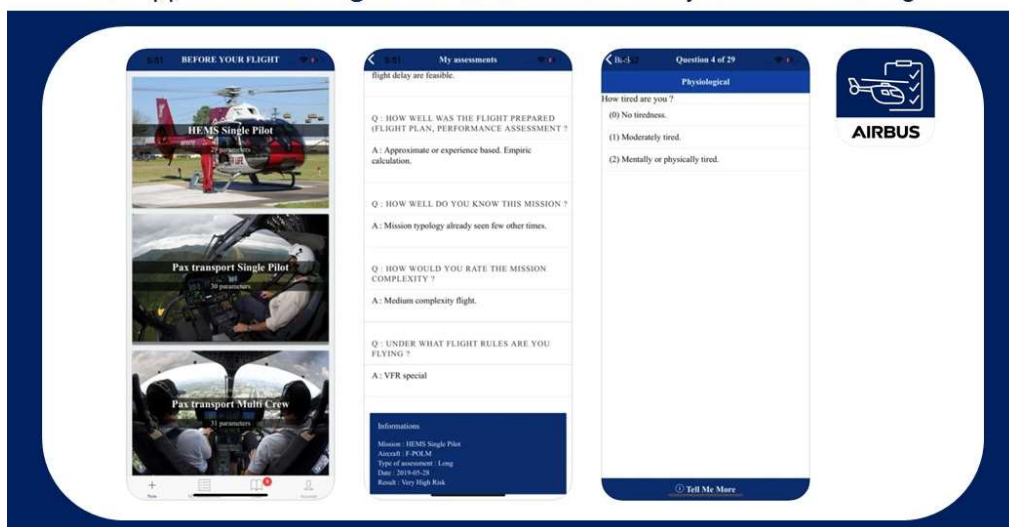 BEFORE YOUR FLIGHT
HEMS Single Pilot
29 parameters
Pax transport Single Pilot
30 parameters
Pax transport Multi Crew
31 parameters
My assessments
flight delay are feasible.
Q : HOW WELL WAS THE FLIGHT PREPARED
(FLIGHT PLAN, PERFORMANCE ASSESSMENT ?
A : Approximate or experience based. Empiric
calculation.
Q : HOW WELL DO YOU KNOW THIS MISSION ?
A : Mission typology already seen few other times.
Q : HOW WOULD YOU RATE THE MISSION
COMPLEXITY ?
A : Medium complexity flight.
Q : UNDER WHAT FLIGHT RULES ARE YOU
FLYING ?
A : VFR special
Informations
Mission : HEMS Single Pilot
Aircraft : F-POLM
Type of assessment : Long
Date : 2019-05-28
Result : Very High Risk
Question 4 of 29
Physiological
How tired are you ?
(0) No tiredness.
(1) Moderately tired.
(2) Mentally or physically tired.
Tell Me More
AIRBUS